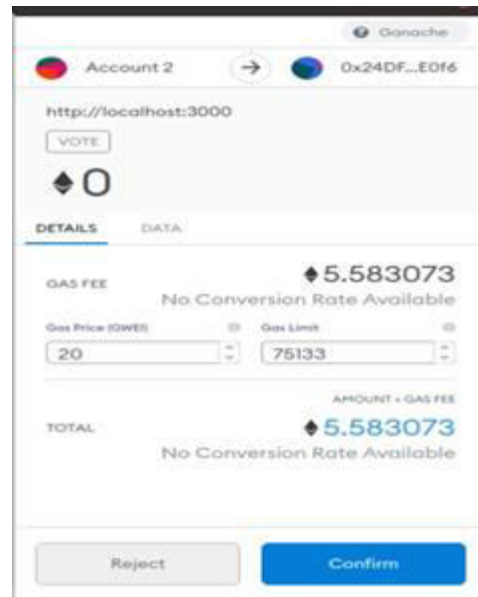 Ganache
Account 2 → 0x24DF...E0f6
http://localhost:3000
VOTE
0
DETAILS DATA
GAS FEE 5.583073
No Conversion Rate Available
Gas Price (GWEI) Gas Limit
20 75133
AMOUNT + GAS FEE
TOTAL 5.583073
No Conversion Rate Available
Reject Confirm